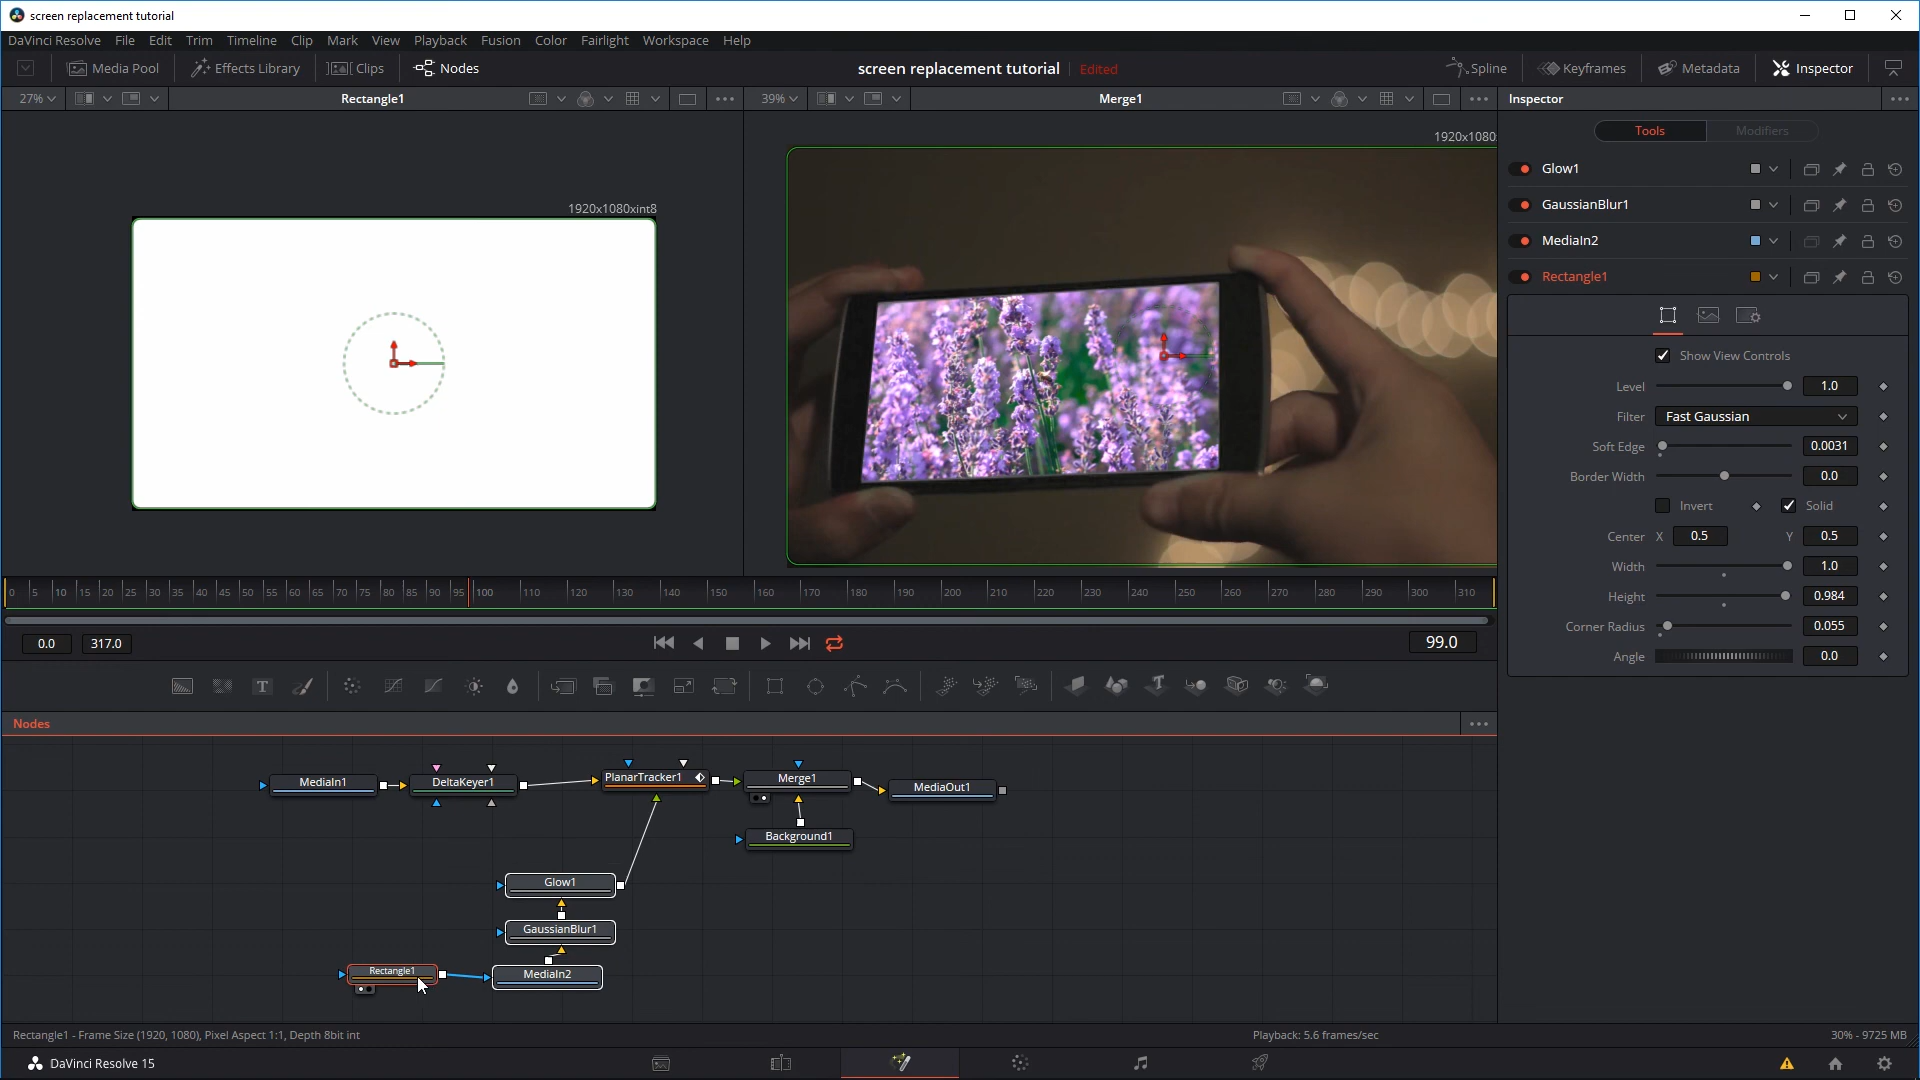 screen replacement tutorial
DaVinci Resolve File Edit Trim Timeline Clip Mark View Playback Fusion Color Fairlight Workspace Help
Media Pool Effects Library Clips Nodes screen replacement tutorial Edited Spline Keyframes Metadata Inspector
27% Rectangle1 39% Merge1 Inspector
1920x1080xint8
1920x1080
Tools Modifiers
Glow1
GaussianBlur1
MediaIn2
Rectangle1
Show View Controls
Level 1.0
Filter Fast Gaussian
Soft Edge 0.0031
Border Width 0.0
Invert Solid
Center X 0.5 Y 0.5
Width 1.0
Height 0.984
Corner Radius 0.055
Angle 0.0
0 5 10 15 20 25 30 35 40 45 50 55 60 65 70 75 80 85 90 95 100 110 120 130 140 150 160 170 180 190 200 210 220 230 240 250 260 270 280 290 300 310
0.0 317.0 99.0
Nodes
MediaIn1 DeltaKeyer1 PlanarTracker1 Merge1 MediaOut1
Background1
Glow1
GaussianBlur1
Rectangle1 MediaIn2
Rectangle1 - Frame Size (1920, 1080), Pixel Aspect 1:1, Depth 8bit int Playback: 5.6 frames/sec 30% - 9725 MB
DaVinci Resolve 15